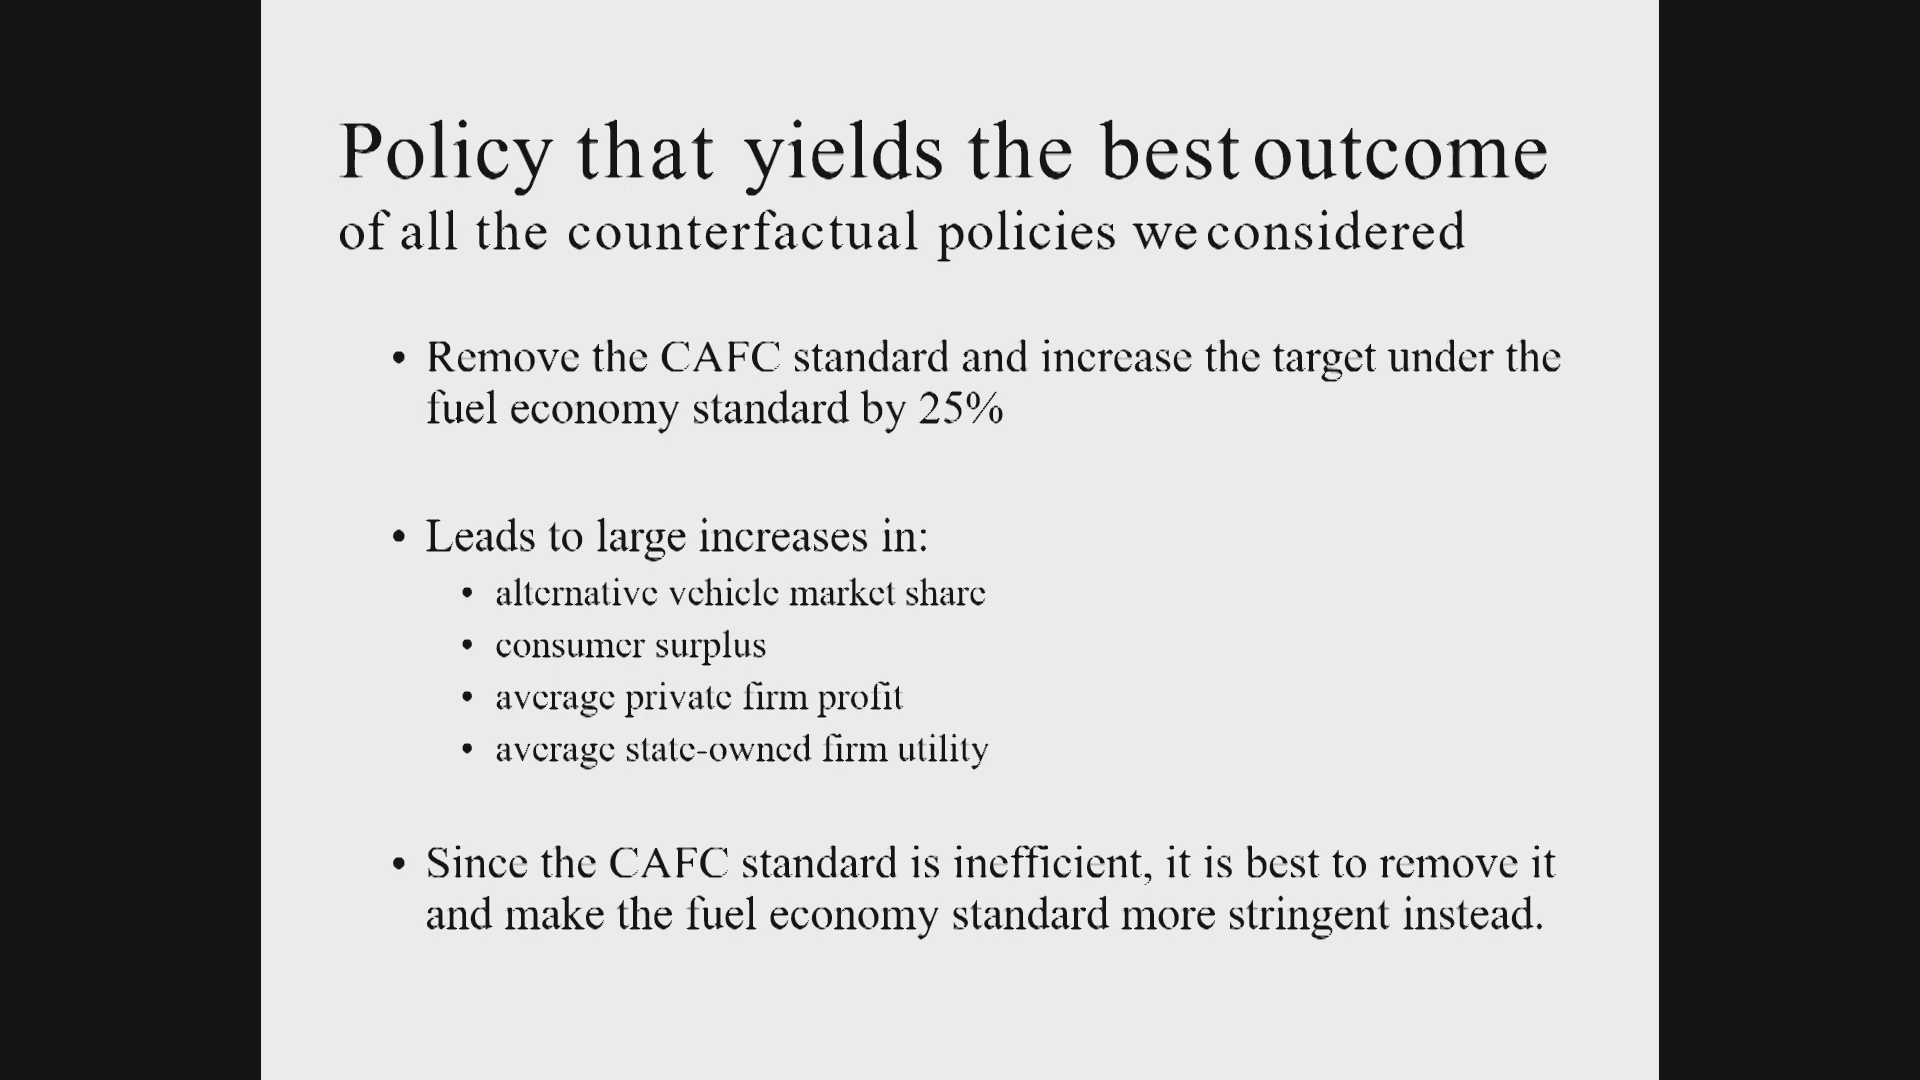 Policy that yields the best outcome
of all the counterfactual policies we considered
• Remove the CAFC standard and increase the target under the
fuel economy standard by 25%
• Leads to large increases in:
• alternative vehicle market share
• consumer surplus
• average private firm profit
• average state-owned firm utility
• Since the CAFC standard is inefficient, it is best to remove it
and make the fuel economy standard more stringent instead.